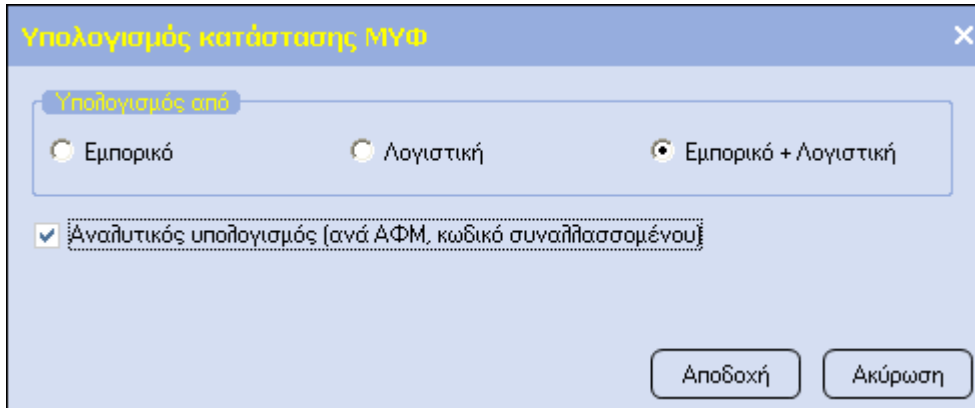 Υπολογισμός κατάστασης ΜΥΦ
Υπολογισμός από
Εμπορικό Λογιστική Εμπορικό + Λογιστική
Αναλυτικός υπολογισμός (ανά ΑΦΜ, κωδικό συναλλασσομένου)
Αποδοχή Ακύρωση